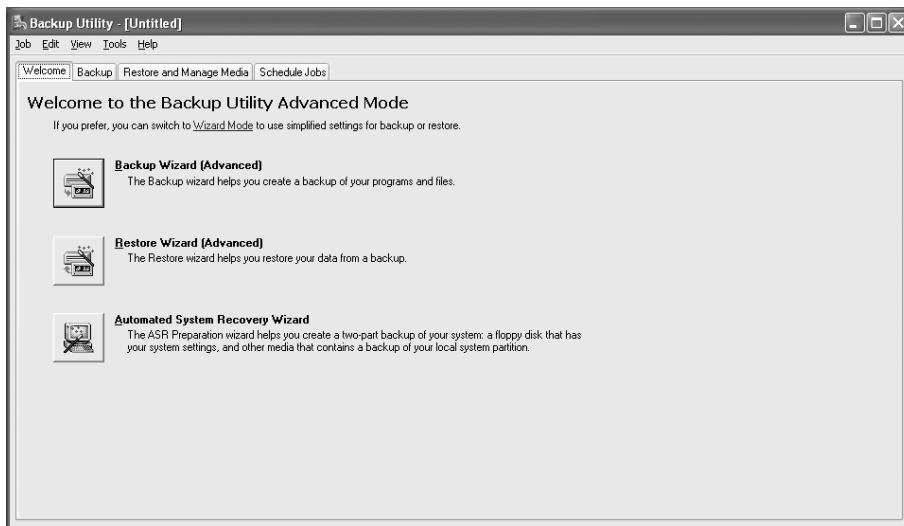 Backup Utility - [Untitled]
Job Edit View Tools Help
Welcome Backup Restore and Manage Media Schedule Jobs
Welcome to the Backup Utility Advanced Mode
If you prefer, you can switch to Wizard Mode to use simplified settings for backup or restore.
Backup Wizard (Advanced)
The Backup wizard helps you create a backup of your programs and files.
Restore Wizard (Advanced)
The Restore wizard helps you restore your data from a backup.
Automated System Recovery Wizard
The ASR Preparation wizard helps you create a two-part backup of your system: a floppy disk that has
your system settings, and other media that contains a backup of your local system partition.